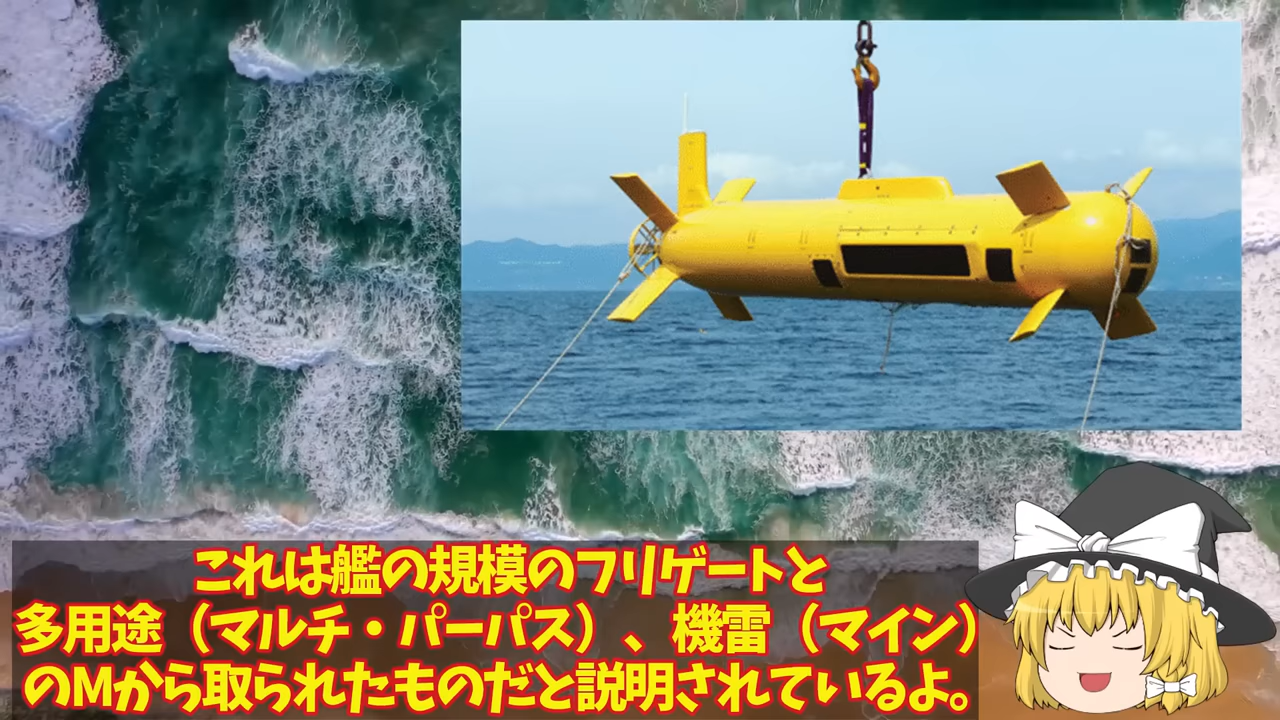 これは艦の規模のフリゲートと
多用途（マルチ・パーパス）、機雷（マイン）
のMから取られたものだと説明されているよ。